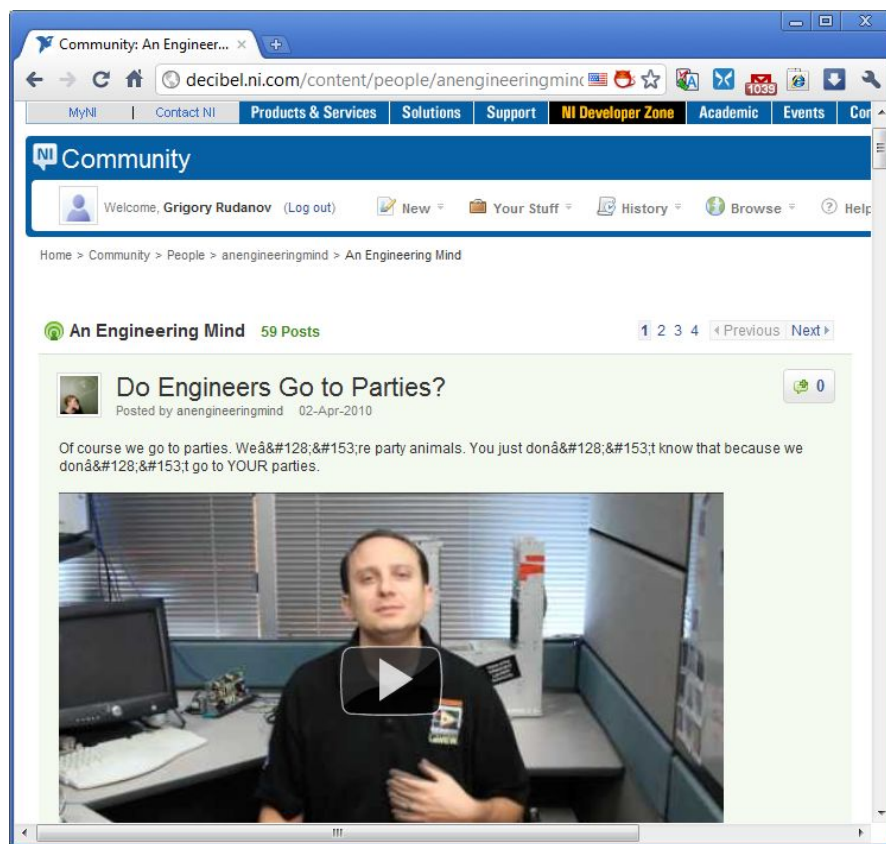 Community: An Engineer...
decibel.ni.com/content/people/anengineeringmin
1039
MyNI | Contact NI Products & Services Solutions Support NI Developer Zone Academic Events
NI Community
Welcome, Grigory Rudanov (Log out) New Your Stuff History Browse Help
Home > Community > People > anengineeringmind > An Engineering Mind
An Engineering Mind 59 Posts 1 2 3 4 Previous Next
Do Engineers Go to Parties? 0
Posted by anengineeringmind 02-Apr-2010
Of course we go to parties. Weâ&#128;&#153;re party animals. You just donâ&#128;&#153;t know that because we
donâ&#128;&#153;t go to YOUR parties.